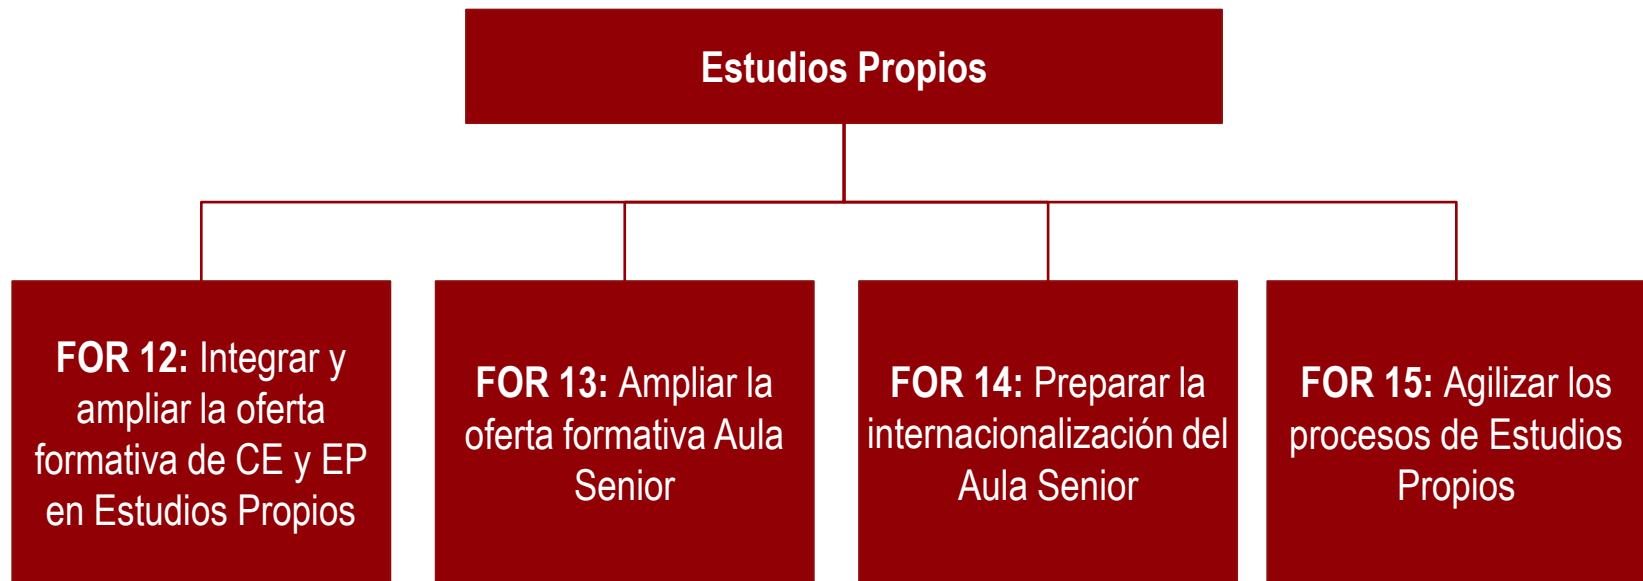 Estudios Propios
FOR 12: Integrar y
ampliar la oferta
formativa de CE y EP
en Estudios Propios
FOR 13: Ampliar la
oferta formativa Aula
Senior
FOR 14: Preparar la
internacionalización del
Aula Senior
FOR 15: Agilizar los
procesos de Estudios
Propios